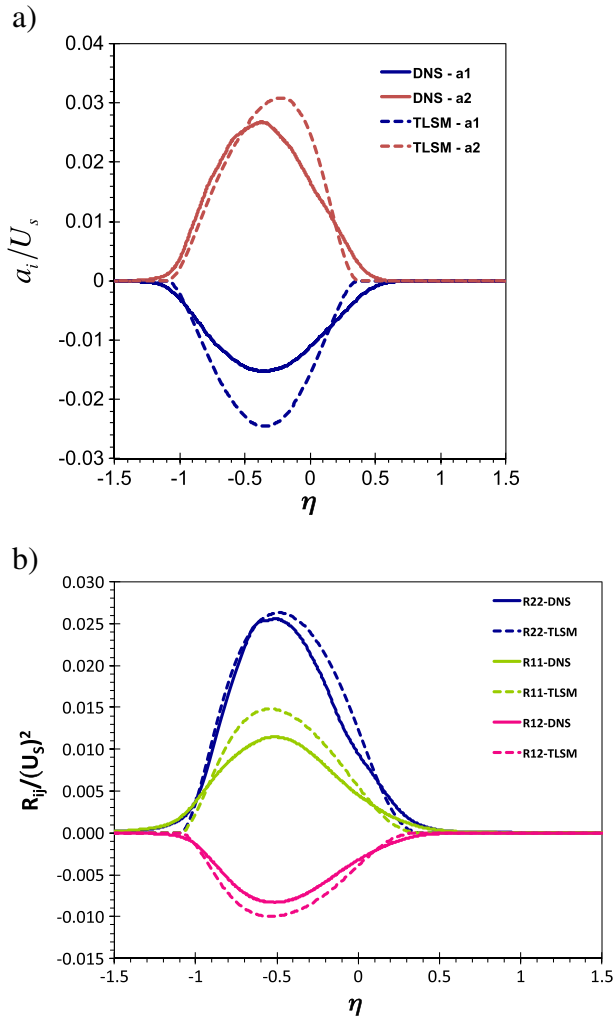 a)
0.04
0.03
0.02
0.01
0
-0.01
-0.02
-0.03
-1.5 -1 -0.5 0 0.5 1 1.5
a_i/U_s
η
DNS - a1
DNS - a2
TLSM - a1
TLSM - a2
b)
0.030
0.025
0.020
0.015
0.010
0.005
0.000
-0.005
-0.010
-0.015
-1.5 -1 -0.5 0 0.5 1 1.5
R_ij/(U_S)²
η
R22-DNS
R22-TLSM
R11-DNS
R11-TLSM
R12-DNS
R12-TLSM